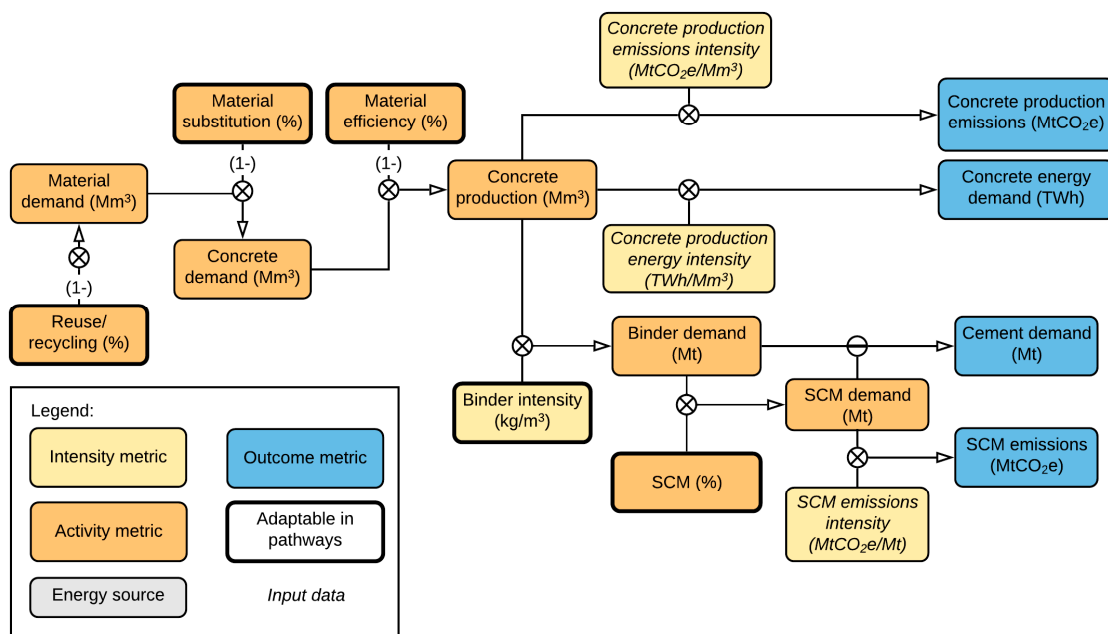 Concrete production
emissions intensity
(MtCO₂e/Mm³)
Material
substitution (%)
Material
efficiency (%)
Concrete production
emissions (MtCO₂e)
(1-)
(1-)
Material
demand (Mm³)
Concrete
production (Mm³)
Concrete energy
demand (TWh)
Concrete demand (Mm³)
Concrete production
energy intensity
(TWh/Mm³)
(1-)
Reuse/
recycling (%)
Binder demand
(Mt)
Cement demand
(Mt)
Binder intensity
(kg/m³)
SCM demand
(Mt)
SCM (%)
SCM emissions
(MtCO₂e)
SCM emissions
intensity
(MtCO₂e/Mt)
Legend:
Intensity metric
Outcome metric
Activity metric
Adaptable in
pathways
Energy source
Input data